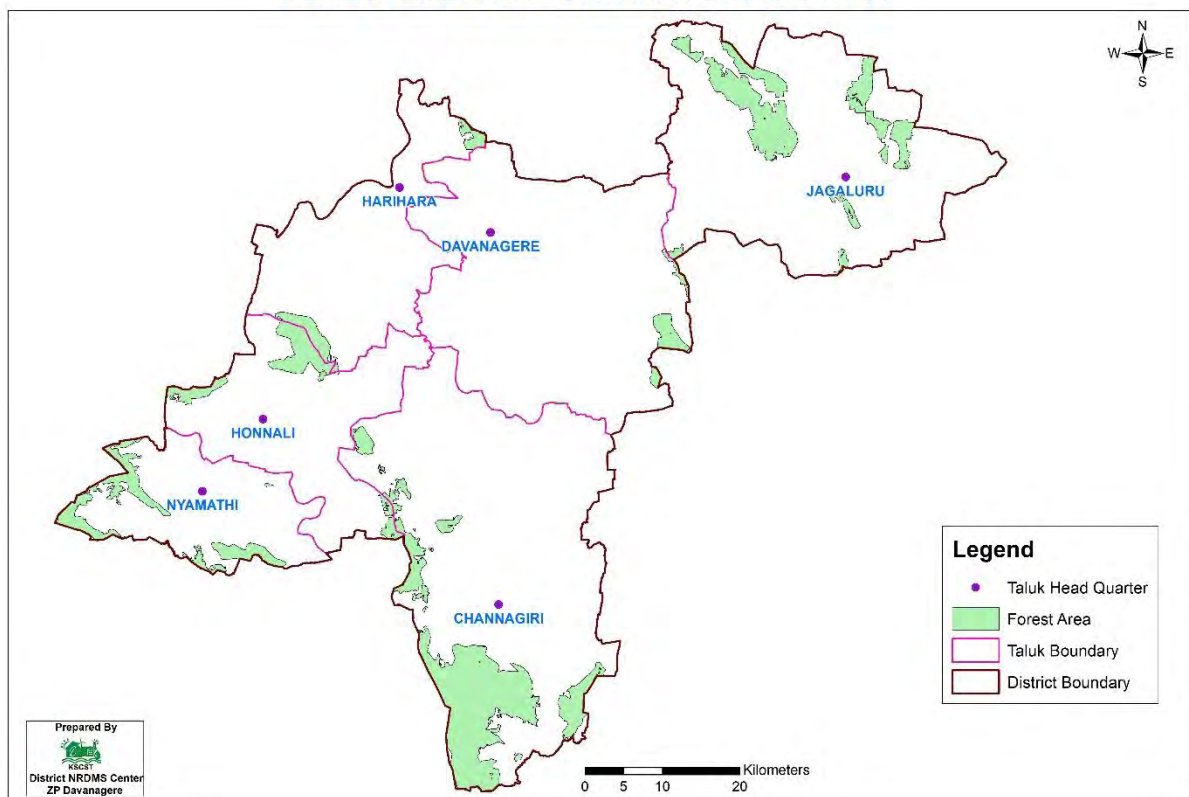 N
W E
S
JAGALURU
HARIHARA
DAVANAGERE
HONNALI
NYAMATHI
CHANNAGIRI
Legend
Taluk Head Quarter
Forest Area
Taluk Boundary
District Boundary
Prepared By
KSCST
District NRDMS Center
ZP Davanagere
Kilometers
0 5 10 20